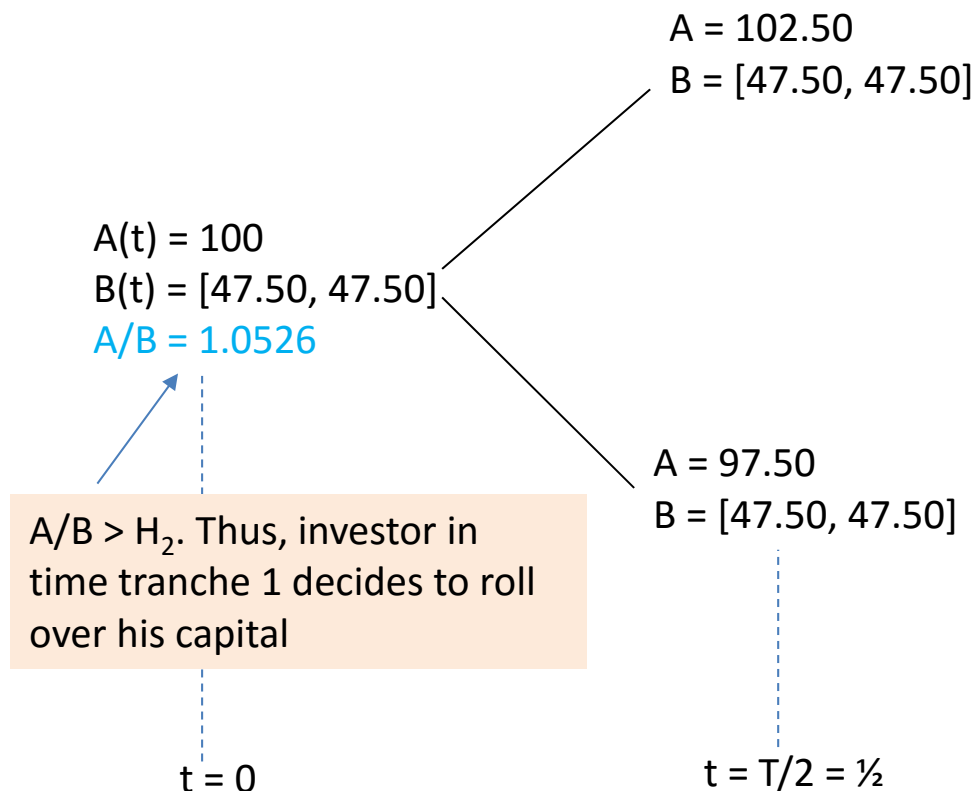 A = 102.50
B = [47.50, 47.50]
A(t) = 100
B(t) = [47.50, 47.50]
A/B = 1.0526
A = 97.50
B = [47.50, 47.50]
A/B > H₂. Thus, investor in
time tranche 1 decides to roll
over his capital
t = 0
t = T/2 = ½